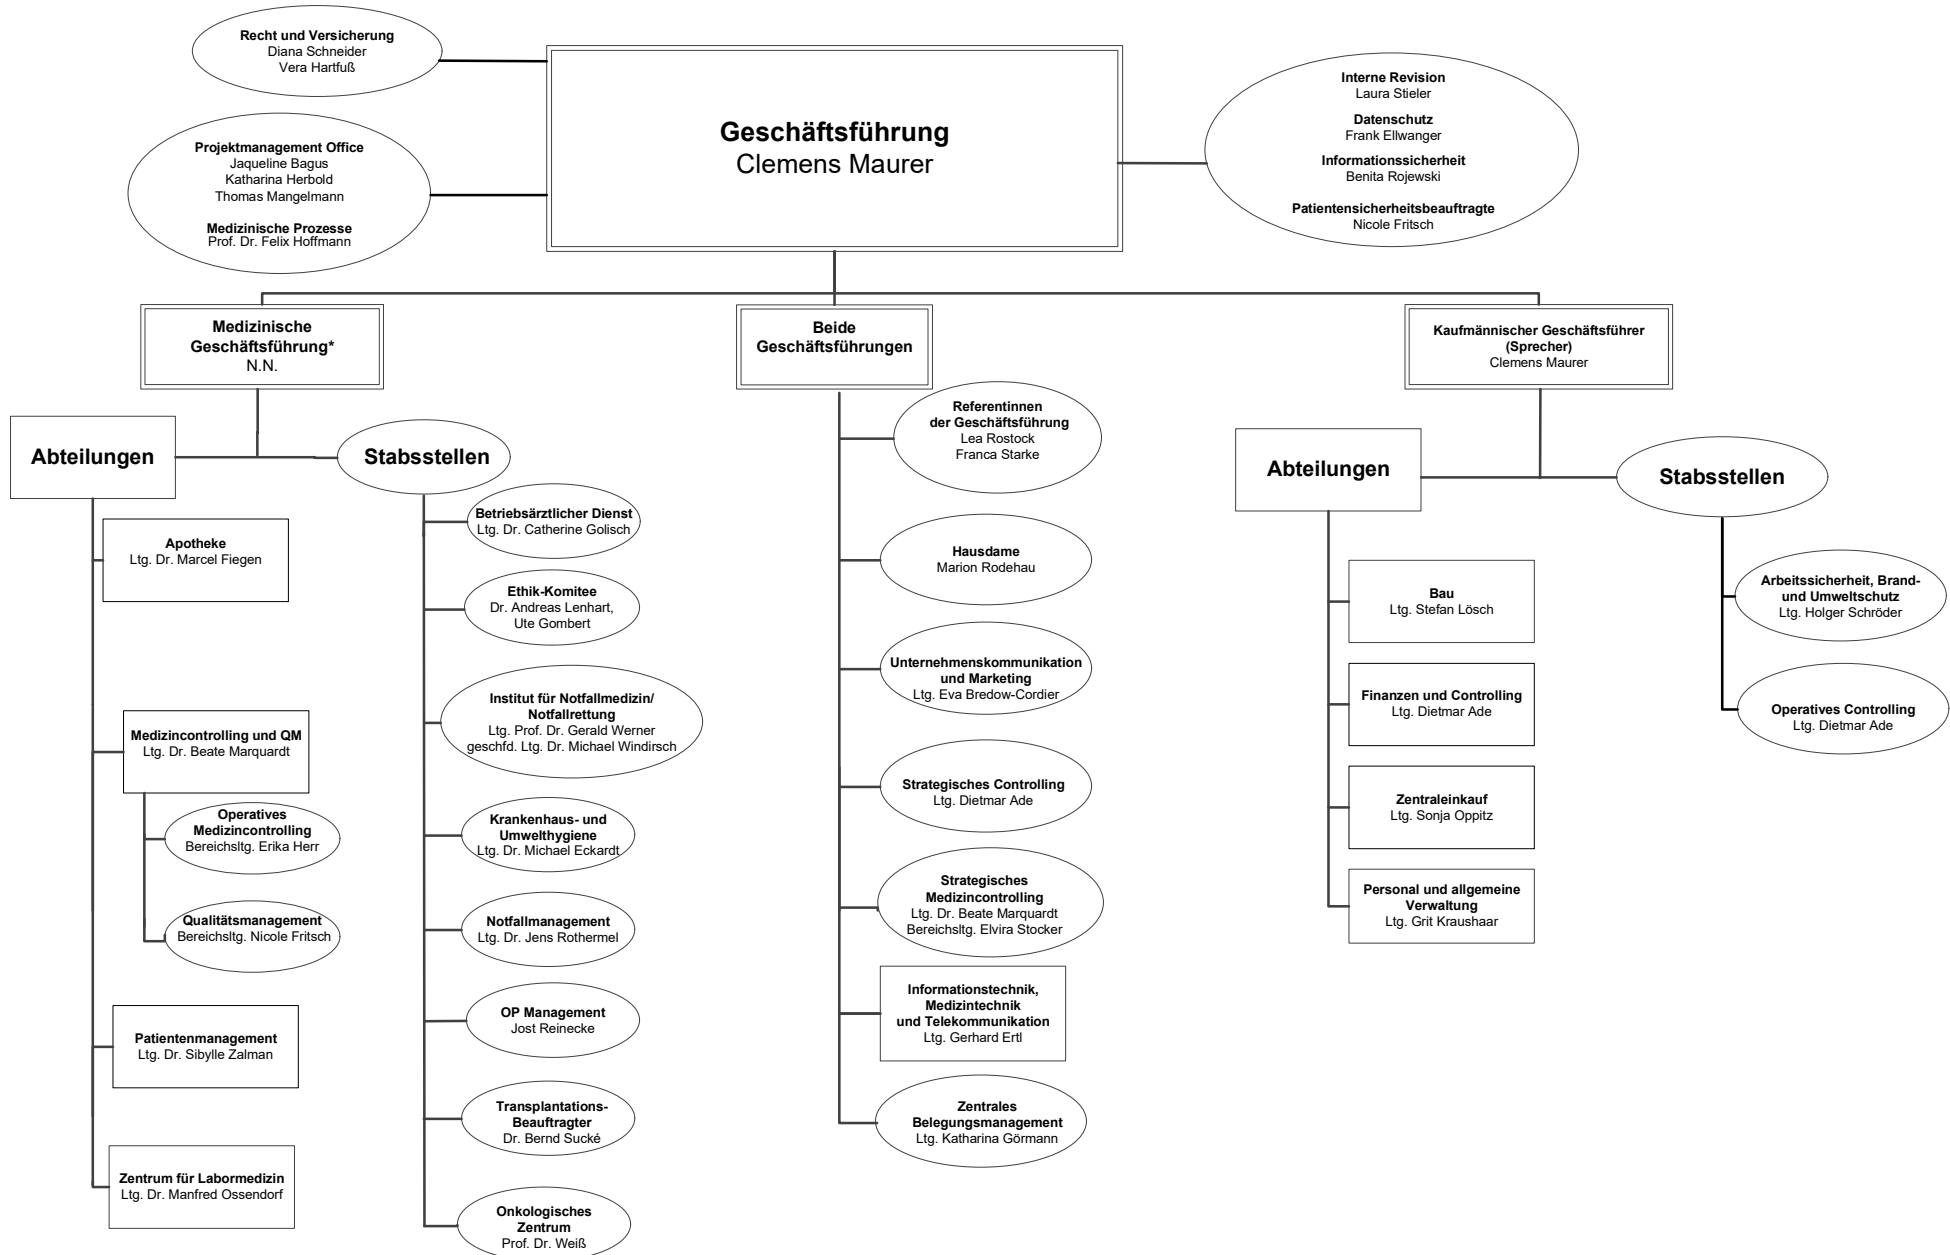 Recht und Versicherung
Diana Schneider
Vera Hartfuß
Projektmanagement Office
Jaqueline Bagus
Katharina Herbold
Thomas Mangelmann
Medizinische Prozesse
Prof. Dr. Felix Hoffmann
Geschäftsführung
Clemens Maurer
Interne Revision
Laura Stieler
Datenschutz
Frank Ellwanger
Informationssicherheit
Benita Rojewski
Patientensicherheitsbeauftragte
Nicole Fritsch
Medizinische
Geschäftsführung*
N.N.
Beide
Geschäftsführungen
Kaufmännischer Geschäftsführer
(Sprecher)
Clemens Maurer
Abteilungen
Apotheke
Ltg. Dr. Marcel Fiegen
Medizincontrolling und QM
Ltg. Dr. Beate Marquardt
Operatives
Medizincontrolling
Bereichsltg. Erika Herr
Qualitätsmanagement
Bereichsltg. Nicole Fritsch
Patientenmanagement
Ltg. Dr. Sibylle Zalman
Zentrum für Labormedizin
Ltg. Dr. Manfred Ossendorf
Stabsstellen
Betriebsärztlicher Dienst
Ltg. Dr. Catherine Golisch
Ethik-Komitee
Dr. Andreas Lenhart,
Ute Gombert
Institut für Notfallmedizin/
Notfallrettung
Ltg. Prof. Dr. Gerald Werner
geschfd. Ltg. Dr. Michael Windirsch
Krankenhaus- und
Umwelthygiene
Ltg. Dr. Michael Eckardt
Notfallmanagement
Ltg. Dr. Jens Rothermel
OP Management
Jost Reinecke
Transplantations-
Beauftragter
Dr. Bernd Sucké
Onkologisches
Zentrum
Prof. Dr. Weiß
Referentinnen
der Geschäftsführung
Lea Rostock
Franca Starke
Hausdame
Marion Rodehau
Unternehmenskommunikation
und Marketing
Ltg. Eva Bredow-Cordier
Strategisches Controlling
Ltg. Dietmar Ade
Strategisches
Medizincontrolling
Ltg. Dr. Beate Marquardt
Bereichsltg. Elvira Stocker
Informationstechnik,
Medizintechnik
und Telekommunikation
Ltg. Gerhard Ertl
Zentrales
Belegungsmanagement
Ltg. Katharina Görmann
Abteilungen
Bau
Ltg. Stefan Lösch
Finanzen und Controlling
Ltg. Dietmar Ade
Zentraleinkauf
Ltg. Sonja Oppitz
Personal und allgemeine
Verwaltung
Ltg. Grit Kraushaar
Stabsstellen
Arbeitssicherheit, Brand-
und Umweltschutz
Ltg. Holger Schröder
Operatives Controlling
Ltg. Dietmar Ade